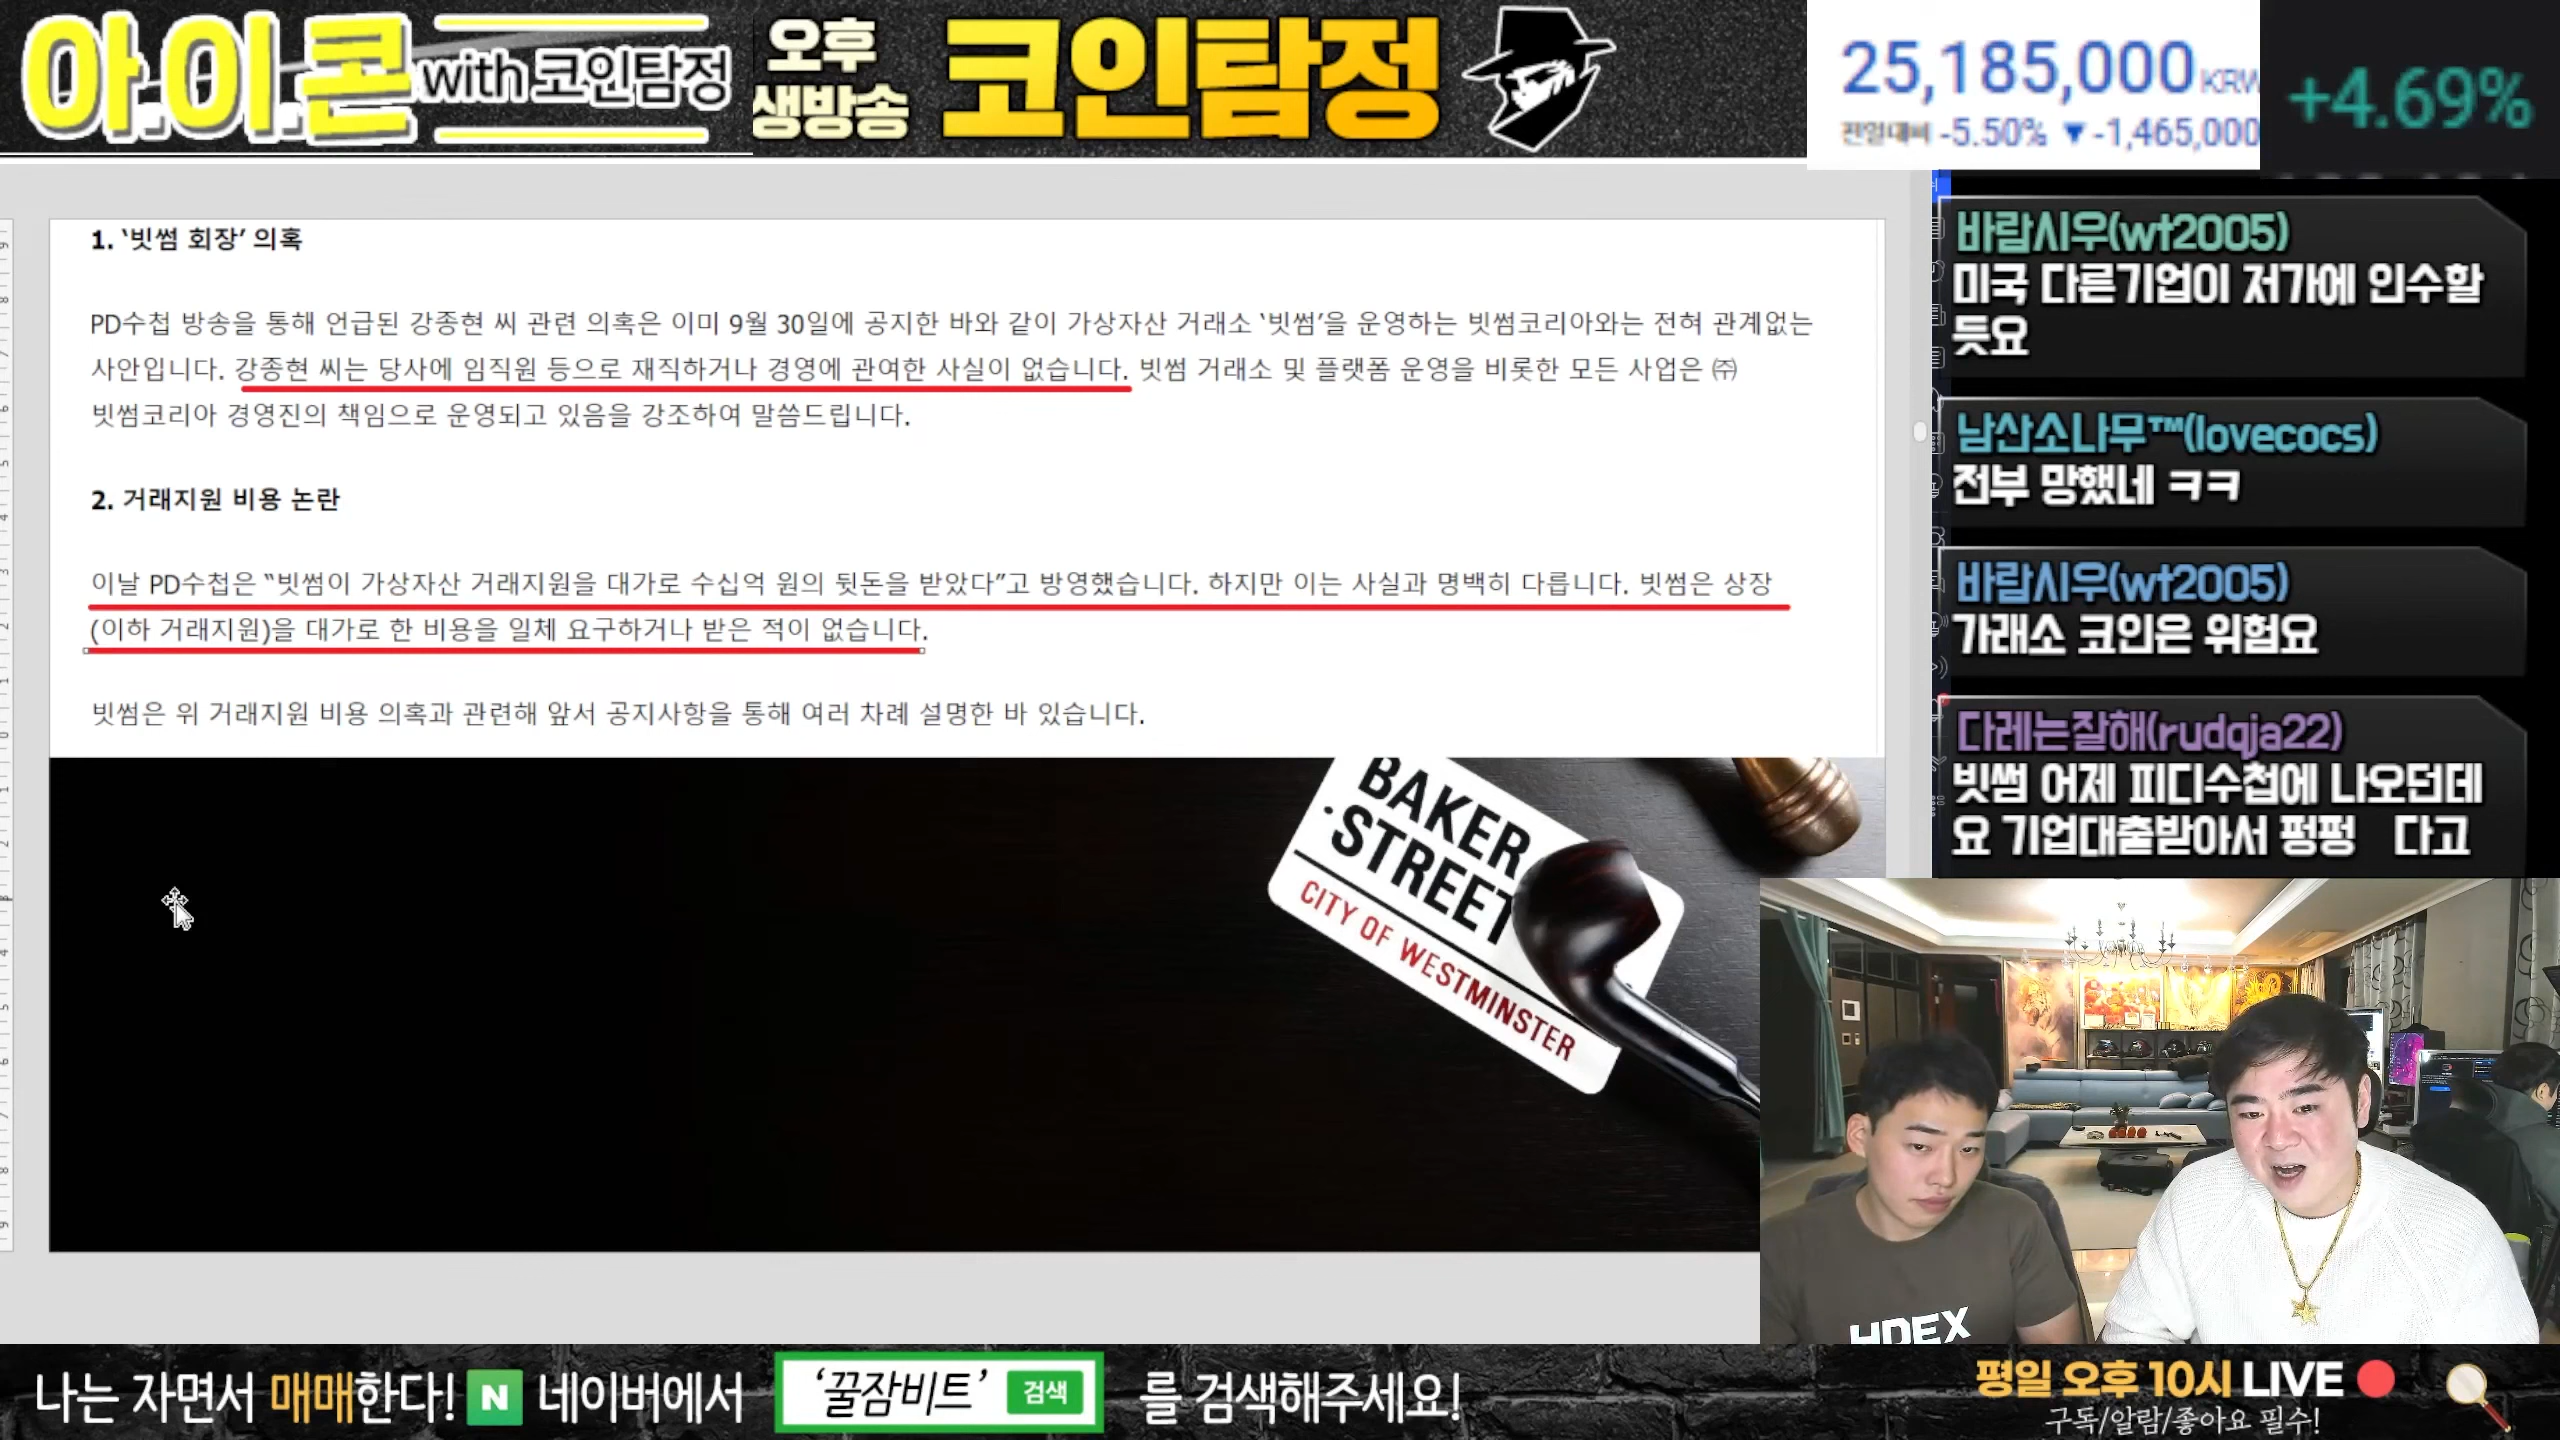 아이콘 with 코인탐정
오후
생방송
코인탐정
25,185,000 KRW
전일대비 -5.50% ▼ -1,465,000
+4.69%
1. ‘빗썸 회장’ 의혹
PD수첩 방송을 통해 언급된 강종현 씨 관련 의혹은 이미 9월 30일에 공지한 바와 같이 가상자산 거래소 ‘빗썸’을 운영하는 빗썸코리아와는 전혀 관계없는
사안입니다. 강종현 씨는 당사에 임직원 등으로 재직하거나 경영에 관여한 사실이 없습니다. 빗썸 거래소 및 플랫폼 운영을 비롯한 모든 사업은 ㈜
빗썸코리아 경영진의 책임으로 운영되고 있음을 강조하여 말씀드립니다.
2. 거래지원 비용 논란
이날 PD수첩은 “빗썸이 가상자산 거래지원을 대가로 수십억 원의 뒷돈을 받았다”고 방영했습니다. 하지만 이는 사실과 명백히 다릅니다. 빗썸은 상장
(이하 거래지원)을 대가로 한 비용을 일체 요구하거나 받은 적이 없습니다.
빗썸은 위 거래지원 비용 의혹과 관련해 앞서 공지사항을 통해 여러 차례 설명한 바 있습니다.
BAKER
STREET
CITY OF WESTMINSTER
바람시우(wt2005)
미국 다른기업이 저가에 인수할
듯요
남산소나무™(lovecocs)
전부 망했네 ㅋㅋ
바람시우(wt2005)
가래소 코인은 위험요
다레는잘해(rudqja22)
빗썸 어제 피디수첩에 나오던데
요 기업대출받아서 펑펑 다고
HDEX
나는 자면서 매매한다! N 네이버에서 ‘꿀잠비트’ 검색 를 검색해주세요!
평일 오후 10시 LIVE
구독/알람/좋아요 필수!